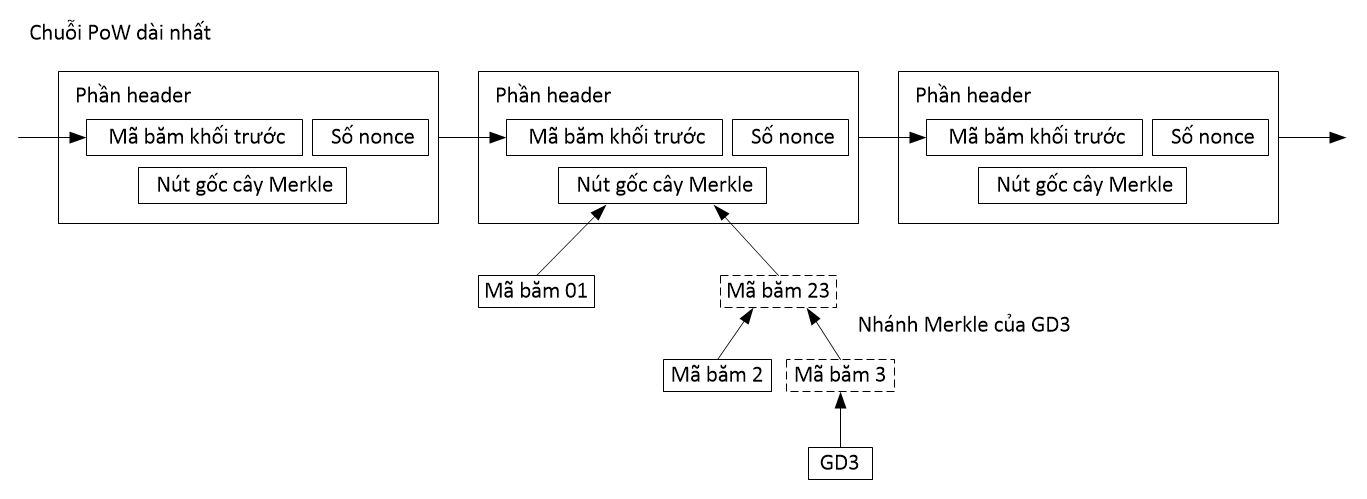 Chuỗi PoW dài nhất
Phần header
Mã băm khối trước
Số nonce
Nút gốc cây Merkle
Phần header
Mã băm khối trước
Số nonce
Nút gốc cây Merkle
Phần header
Mã băm khối trước
Số nonce
Nút gốc cây Merkle
Mã băm 01
Mã băm 23
Nhánh Merkle của GD3
Mã băm 2
Mã băm 3
GD3